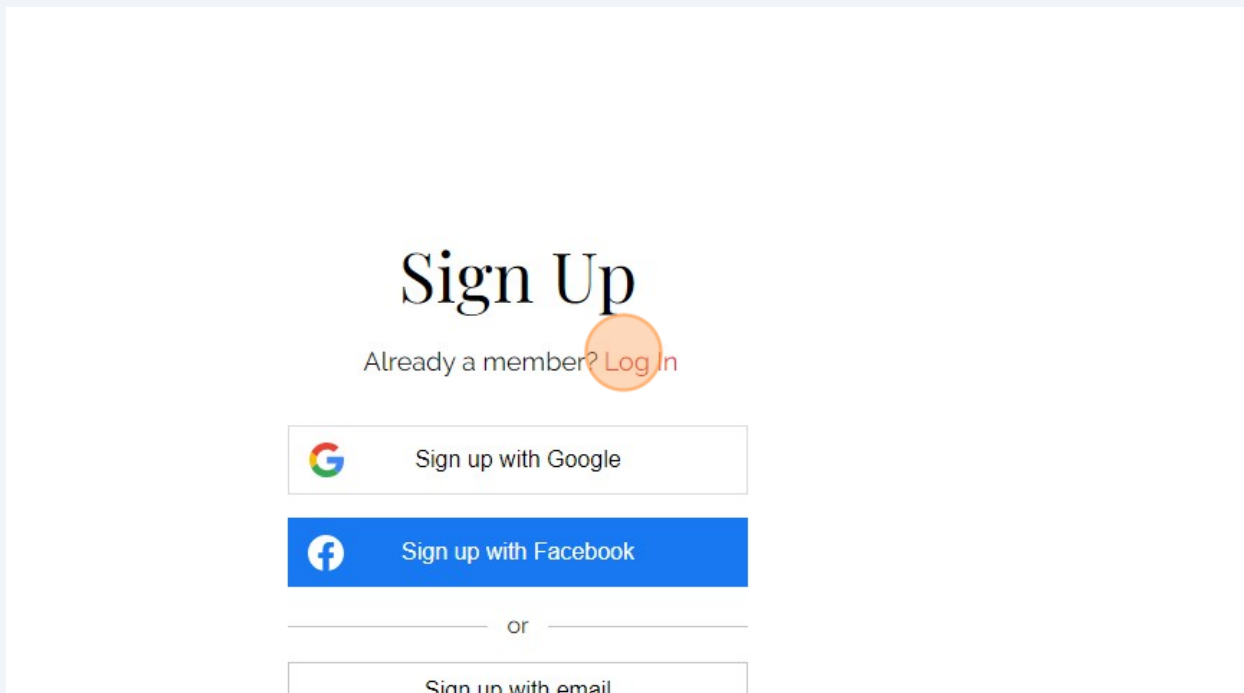 Sign Up
Already a member? Log In
Sign up with Google
Sign up with Facebook
or
Sign up with email